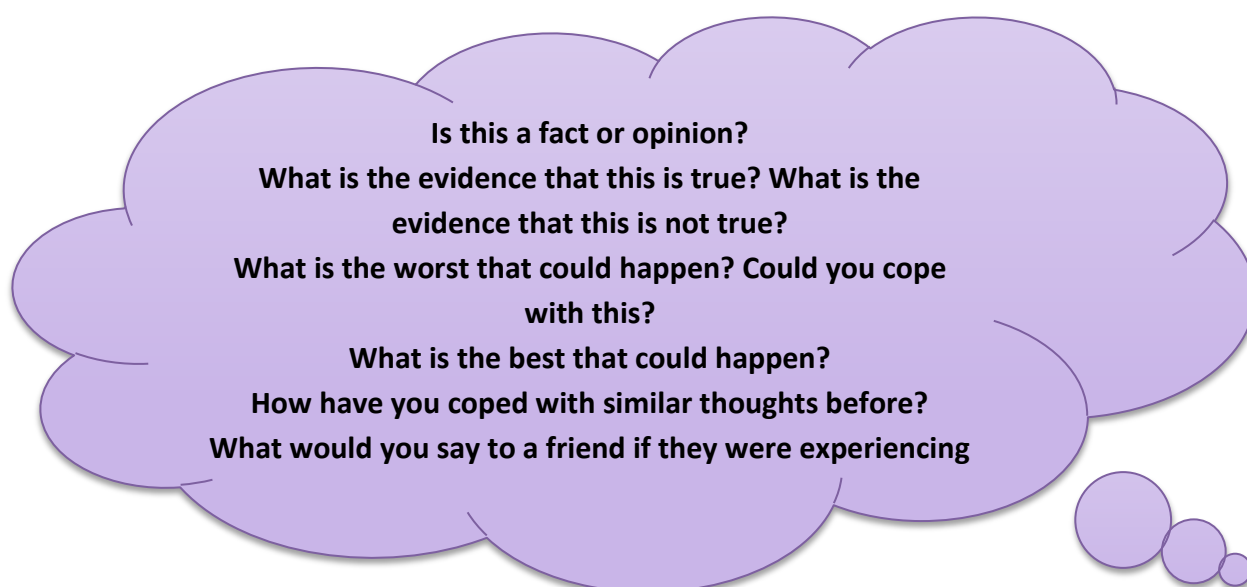 Is this a fact or opinion?
What is the evidence that this is true? What is the
evidence that this is not true?
What is the worst that could happen? Could you cope
with this?
What is the best that could happen?
How have you coped with similar thoughts before?
What would you say to a friend if they were experiencing